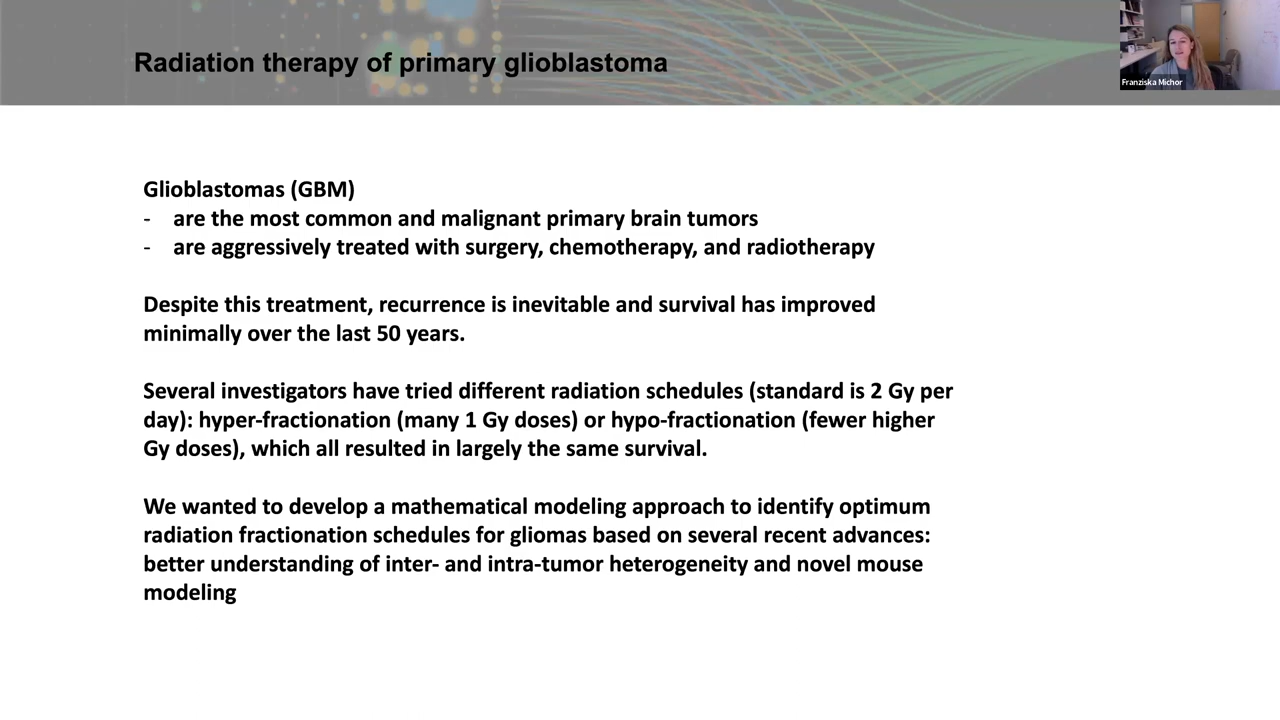 Radiation therapy of primary glioblastoma
Franziska Michor
Glioblastomas (GBM)
- are the most common and malignant primary brain tumors
- are aggressively treated with surgery, chemotherapy, and radiotherapy
Despite this treatment, recurrence is inevitable and survival has improved
minimally over the last 50 years.
Several investigators have tried different radiation schedules (standard is 2 Gy per
day): hyper-fractionation (many 1 Gy doses) or hypo-fractionation (fewer higher
Gy doses), which all resulted in largely the same survival.
We wanted to develop a mathematical modeling approach to identify optimum
radiation fractionation schedules for gliomas based on several recent advances:
better understanding of inter- and intra-tumor heterogeneity and novel mouse
modeling